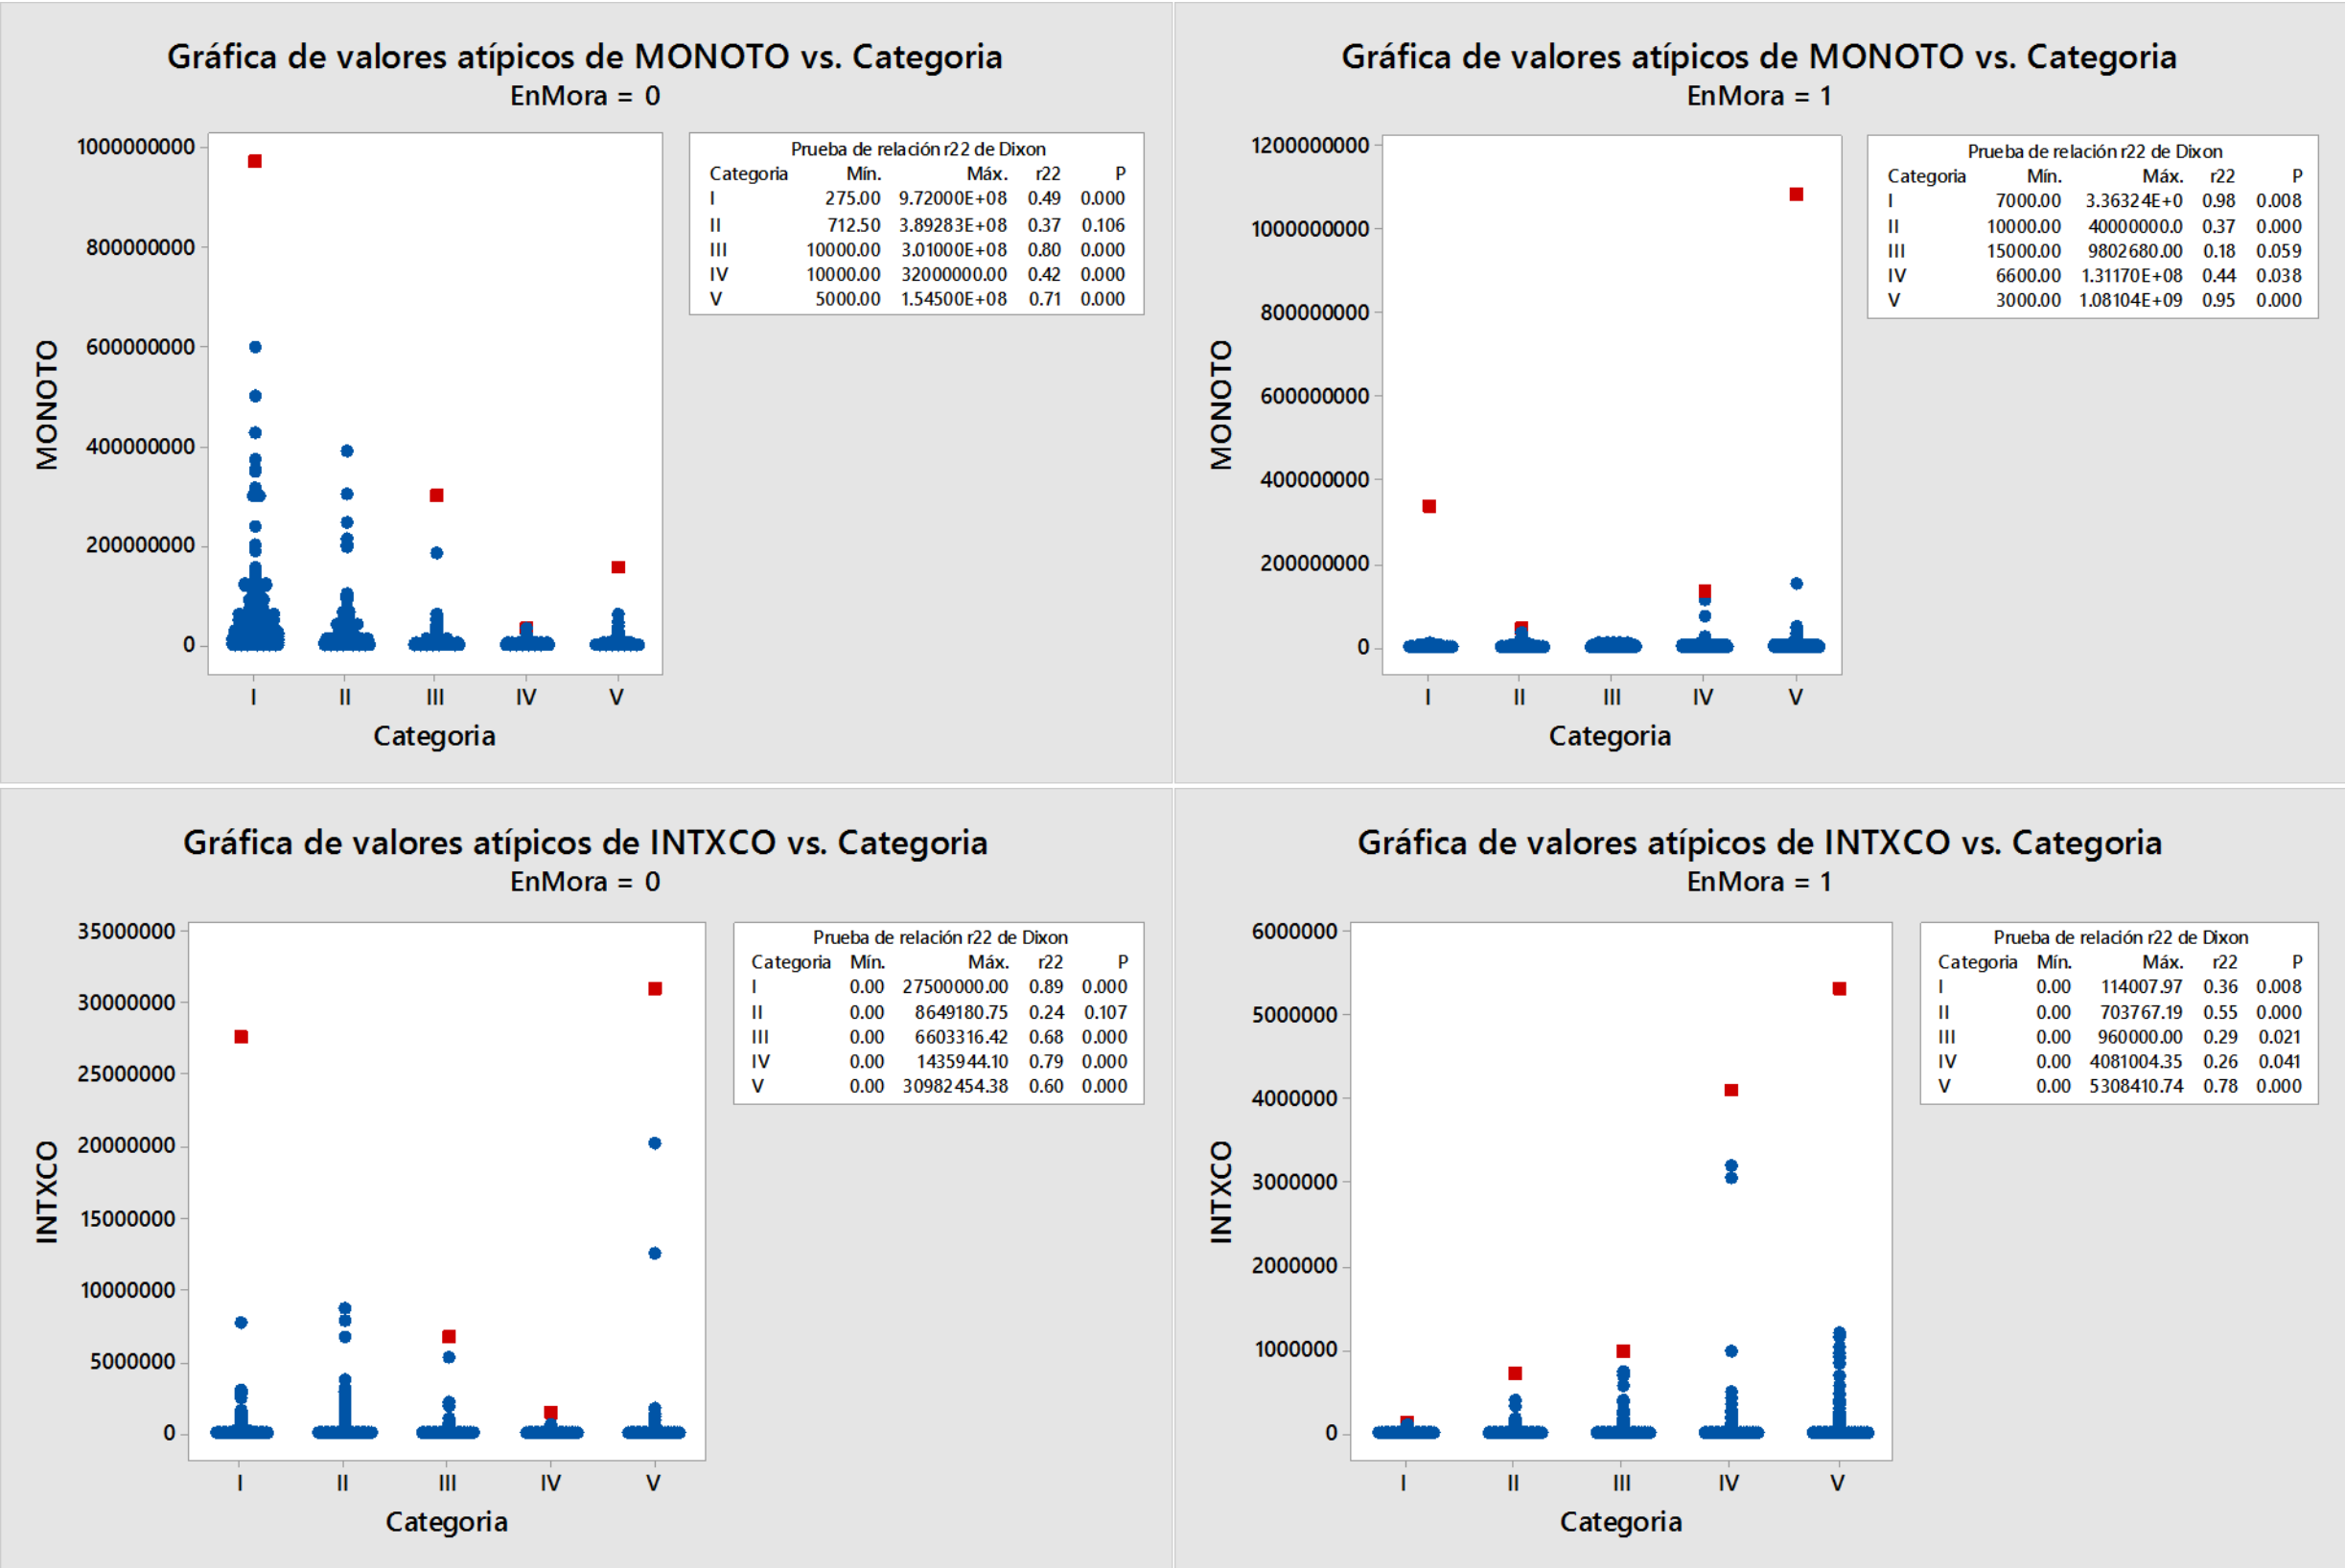 Gráfica de valores atípicos de MONOTO vs. Categoria
EnMora = 0
MONOTO
1000000000
800000000
600000000
400000000
200000000
0
I II III IV V
Categoria
Prueba de relación r22 de Dixon
Categoria Mín. Máx. r22 P
I 275.00 9.72000E+08 0.49 0.000
II 712.50 3.89283E+08 0.37 0.106
III 10000.00 3.01000E+08 0.80 0.000
IV 10000.00 32000000.00 0.42 0.000
V 5000.00 1.54500E+08 0.71 0.000
Gráfica de valores atípicos de MONOTO vs. Categoria
EnMora = 1
MONOTO
1200000000
1000000000
800000000
600000000
400000000
200000000
0
I II III IV V
Categoria
Prueba de relación r22 de Dixon
Categoria Mín. Máx. r22 P
I 7000.00 3.36324E+0 0.98 0.008
II 10000.00 40000000.0 0.37 0.000
III 15000.00 9802680.00 0.18 0.059
IV 6600.00 1.31170E+08 0.44 0.038
V 3000.00 1.08104E+09 0.95 0.000
Gráfica de valores atípicos de INTXCO vs. Categoria
EnMora = 0
INTXCO
35000000
30000000
25000000
20000000
15000000
10000000
5000000
0
I II III IV V
Categoria
Prueba de relación r22 de Dixon
Categoria Mín. Máx. r22 P
I 0.00 27500000.00 0.89 0.000
II 0.00 8649180.75 0.24 0.107
III 0.00 6603316.42 0.68 0.000
IV 0.00 1435944.10 0.79 0.000
V 0.00 30982454.38 0.60 0.000
Gráfica de valores atípicos de INTXCO vs. Categoria
EnMora = 1
INTXCO
6000000
5000000
4000000
3000000
2000000
1000000
0
I II III IV V
Categoria
Prueba de relación r22 de Dixon
Categoria Mín. Máx. r22 P
I 0.00 114007.97 0.36 0.008
II 0.00 703767.19 0.55 0.000
III 0.00 960000.00 0.29 0.021
IV 0.00 4081004.35 0.26 0.041
V 0.00 5308410.74 0.78 0.000